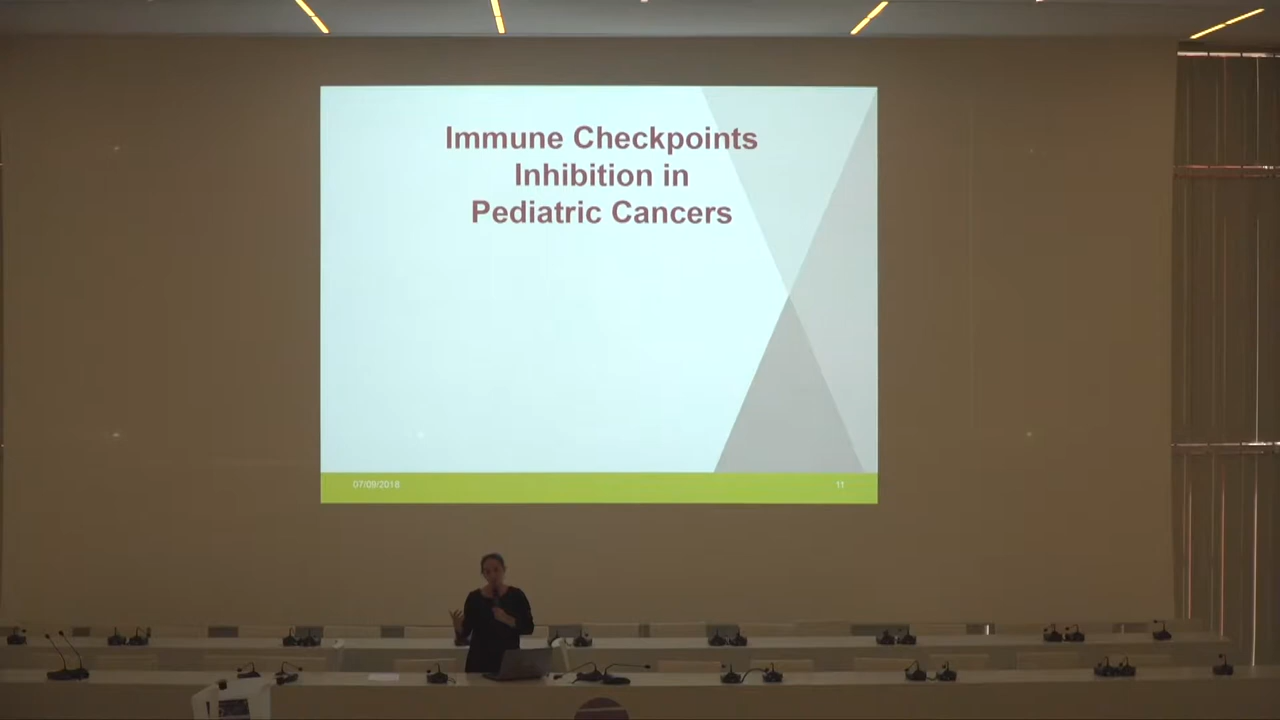 Immune Checkpoints
Inhibition in
Pediatric Cancers
07/09/2018
11